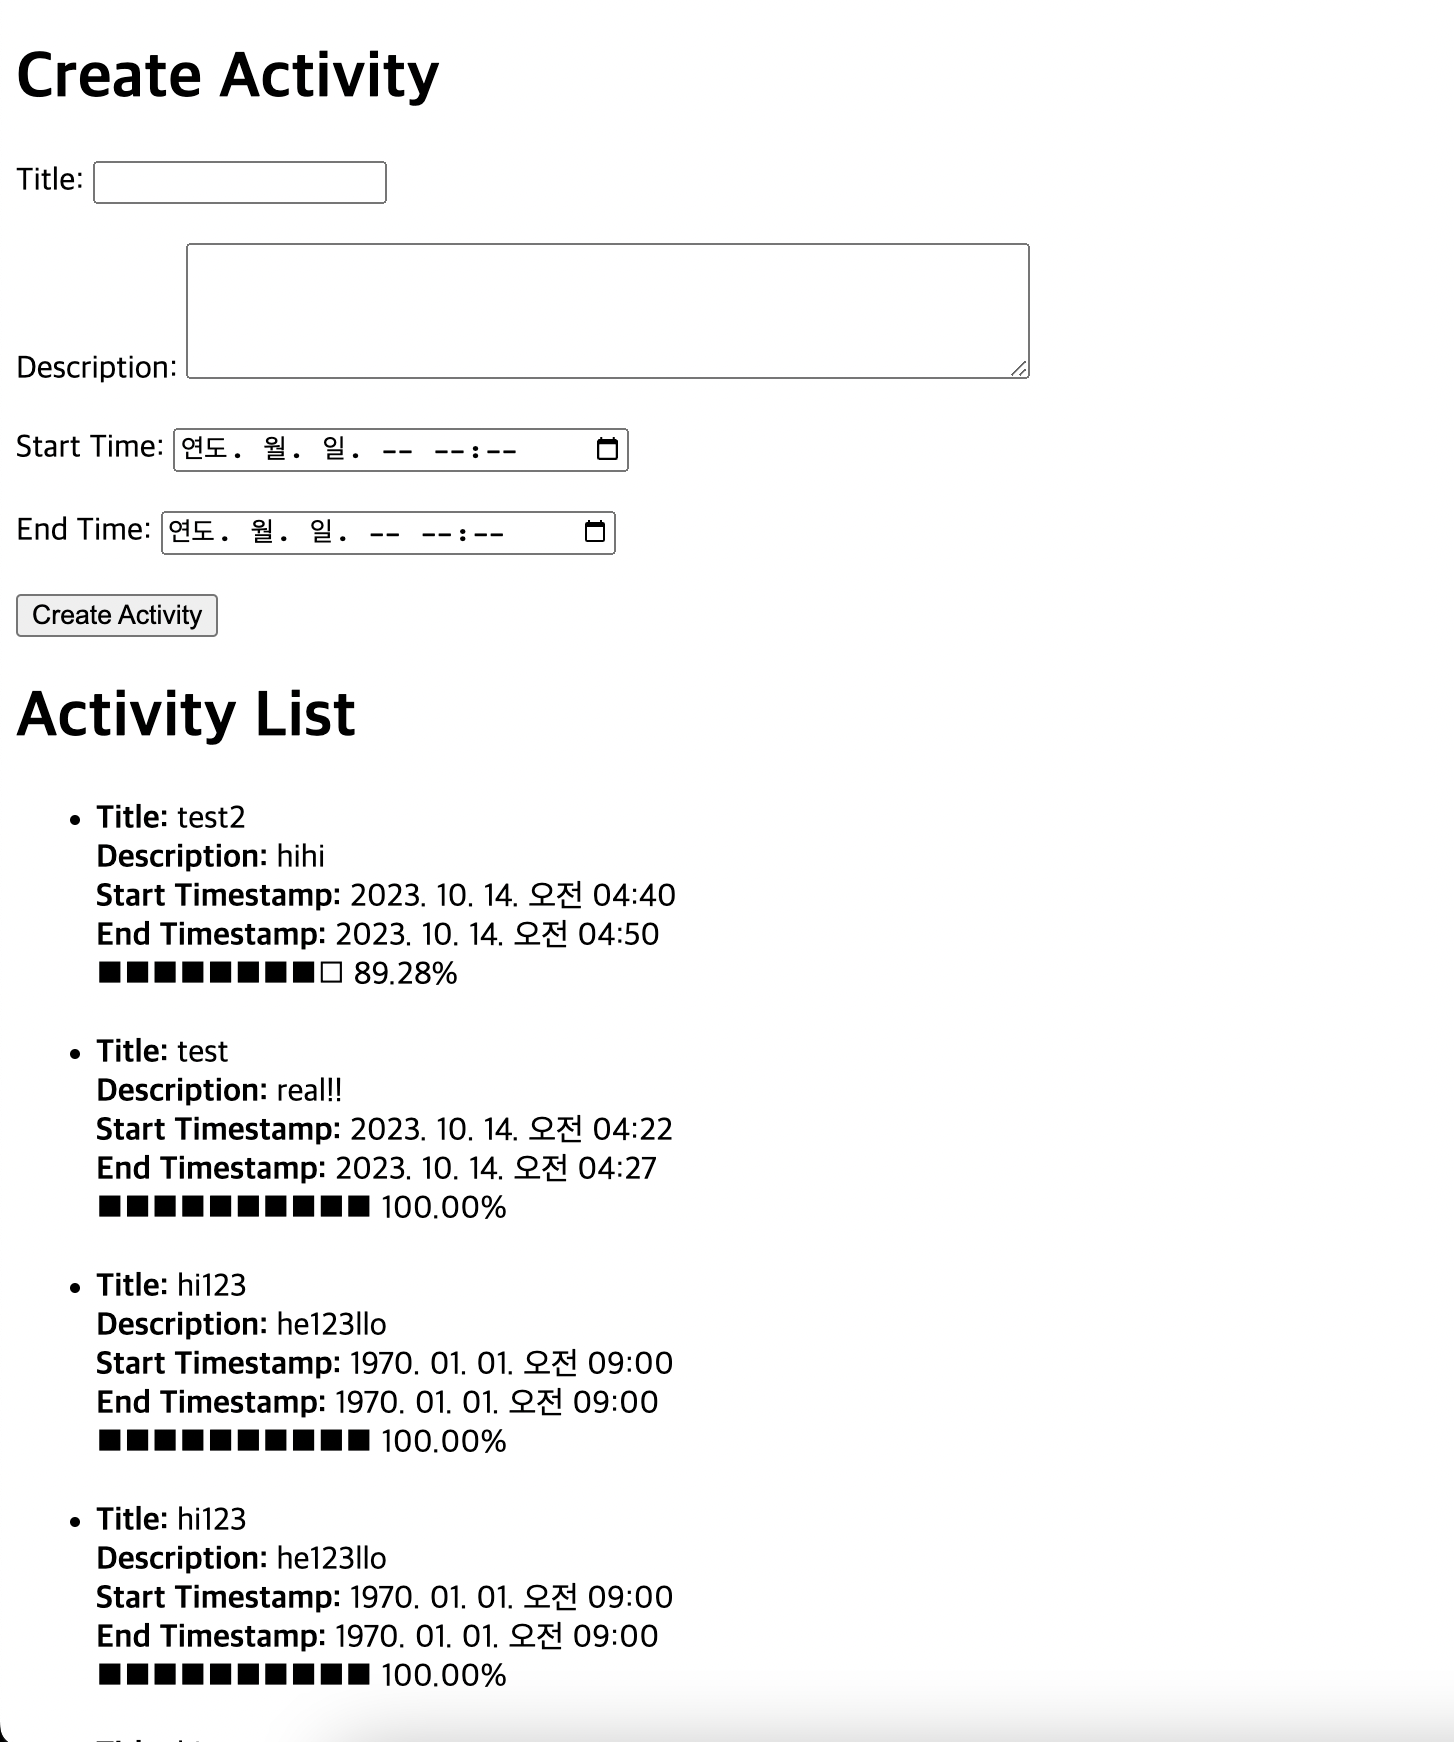 Create Activity
Title:
Description:
Start Time: 연도. 월. 일. -- --:--
End Time: 연도. 월. 일. -- --:--
Create Activity
Activity List
Title: test2
Description: hihi
Start Timestamp: 2023. 10. 14. 오전 04:40
End Timestamp: 2023. 10. 14. 오전 04:50
■■■■■■■■□ 89.28%
Title: test
Description: real!!
Start Timestamp: 2023. 10. 14. 오전 04:22
End Timestamp: 2023. 10. 14. 오전 04:27
■■■■■■■■■■ 100.00%
Title: hi123
Description: he123llo
Start Timestamp: 1970. 01. 01. 오전 09:00
End Timestamp: 1970. 01. 01. 오전 09:00
■■■■■■■■■■ 100.00%
Title: hi123
Description: he123llo
Start Timestamp: 1970. 01. 01. 오전 09:00
End Timestamp: 1970. 01. 01. 오전 09:00
■■■■■■■■■■ 100.00%